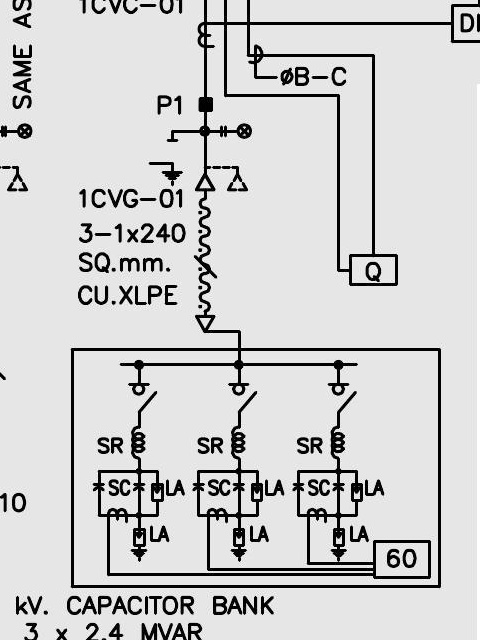 1CVC-01
SAME AS
øB-C
P1
1CVG-01
3-1x240
SQ.mm.
CU.XLPE
Q
SR SR SR
SC LA SC LA SC LA
10
LA LA LA
60
kV. CAPACITOR BANK
3 x 2.4 MVAR